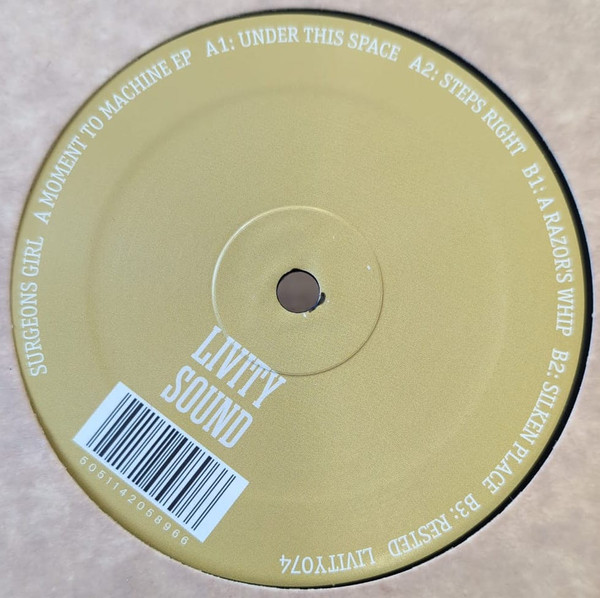 SURGEONS GIRL A MOMENT TO MACHINE EP A1: UNDER THIS SPACE A2: STEPS RIGHT B1: A RAZOR'S WHIP B2: SILKEN PLACE B3: RESTED LIVITY074
LIVITY
SOUND
5051142058966